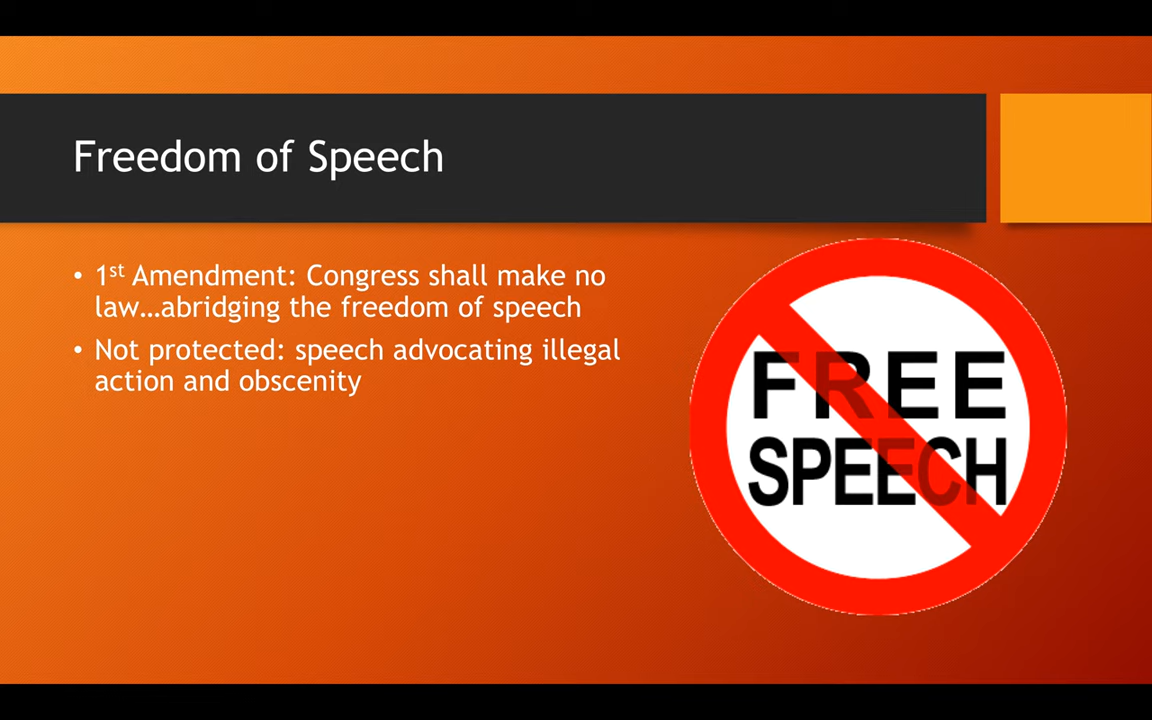 Freedom of Speech
• 1st Amendment: Congress shall make no
law…abridging the freedom of speech
• Not protected: speech advocating illegal
action and obscenity
FREE
SPEECH